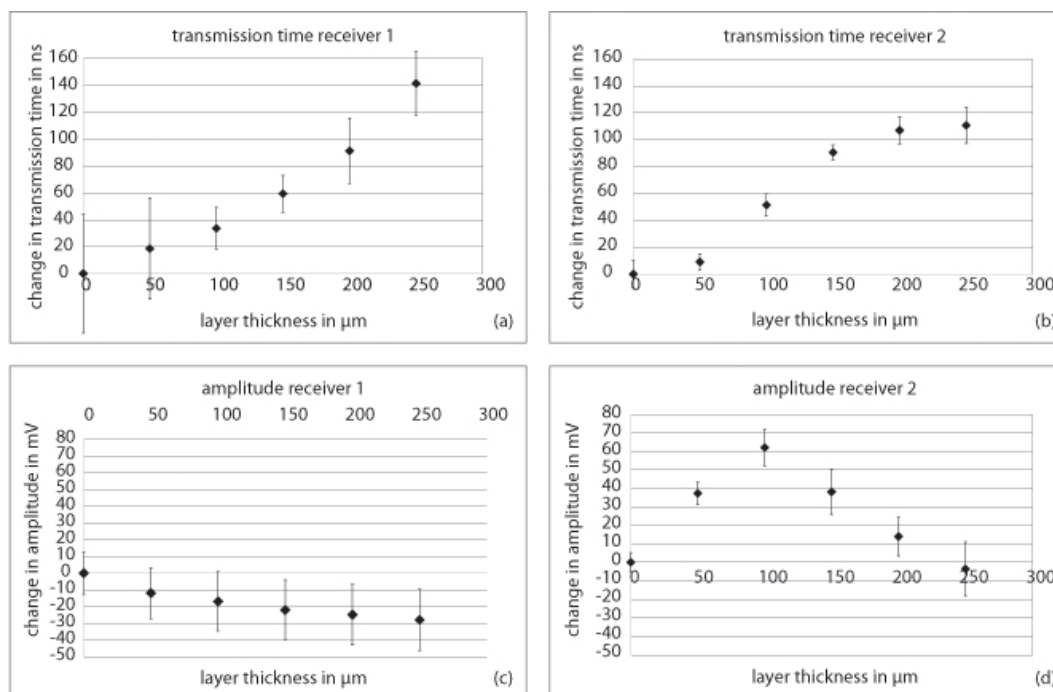 transmission time receiver 1
change in transmission time in ns
160
140
120
100
80
60
40
20
0
0 50 100 150 200 250 300
layer thickness in µm (a)
transmission time receiver 2
change in transmission time in ns
160
140
120
100
80
60
40
20
0
0 50 100 150 200 250 300
layer thickness in µm (b)
amplitude receiver 1
0 50 100 150 200 250 300
change in amplitude in mV
80
70
60
50
40
30
20
10
0
-10
-20
-30
-40
-50
layer thickness in µm (c)
amplitude receiver 2
change in amplitude in mV
80
70
60
50
40
30
20
10
0
-10
-20
-30
-40
-50
0 50 100 150 200 250 300
layer thickness in µm (d)